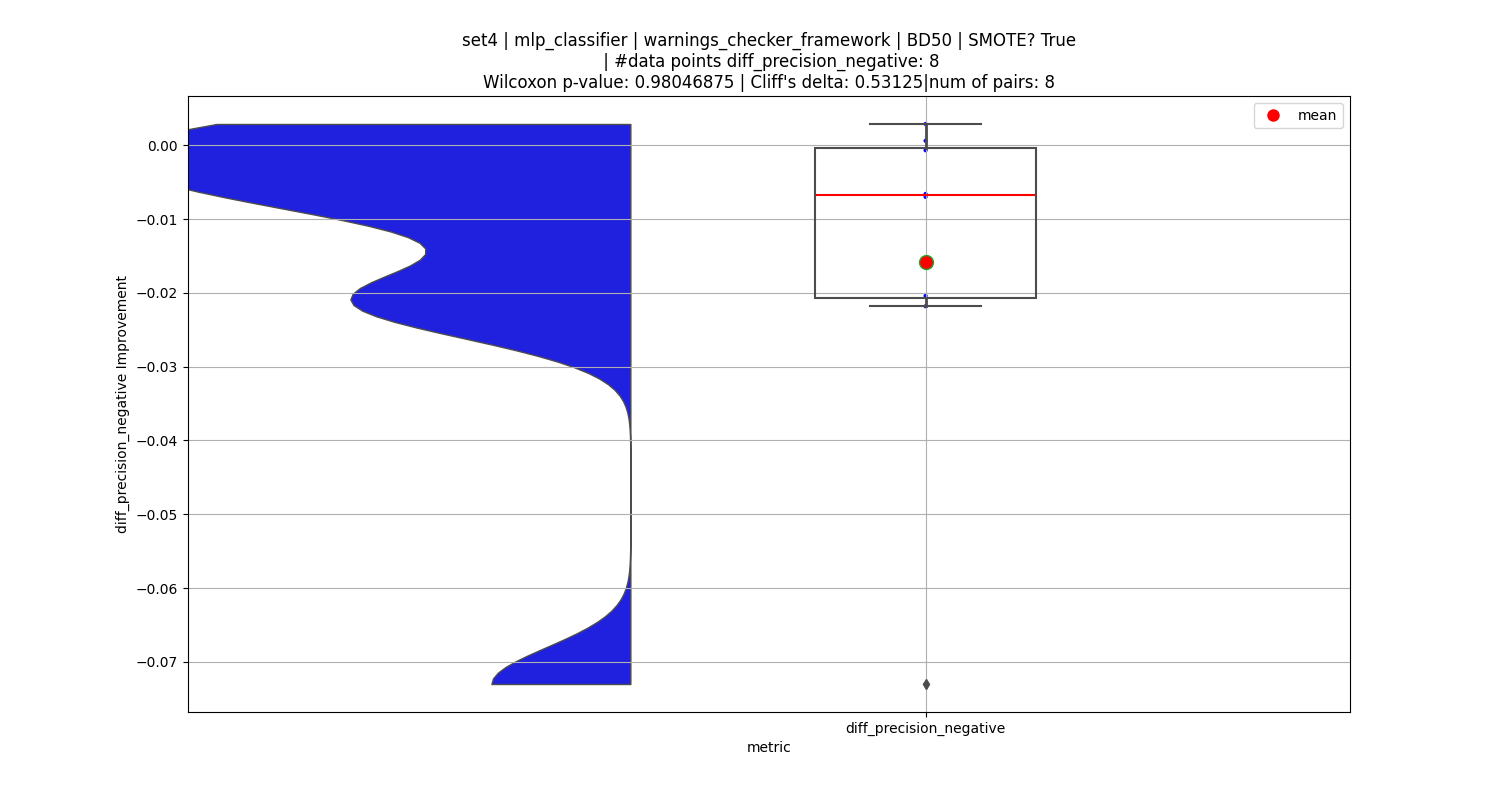 set4 | mlp_classifier | warnings_checker_framework | BD50 | SMOTE? True
| #data points diff_precision_negative: 8
Wilcoxon p-value: 0.98046875 | Cliff's delta: 0.53125|num of pairs: 8
mean
0.00
−0.01
−0.02
−0.03
−0.04
−0.05
−0.06
−0.07
diff_precision_negative Improvement
diff_precision_negative
metric